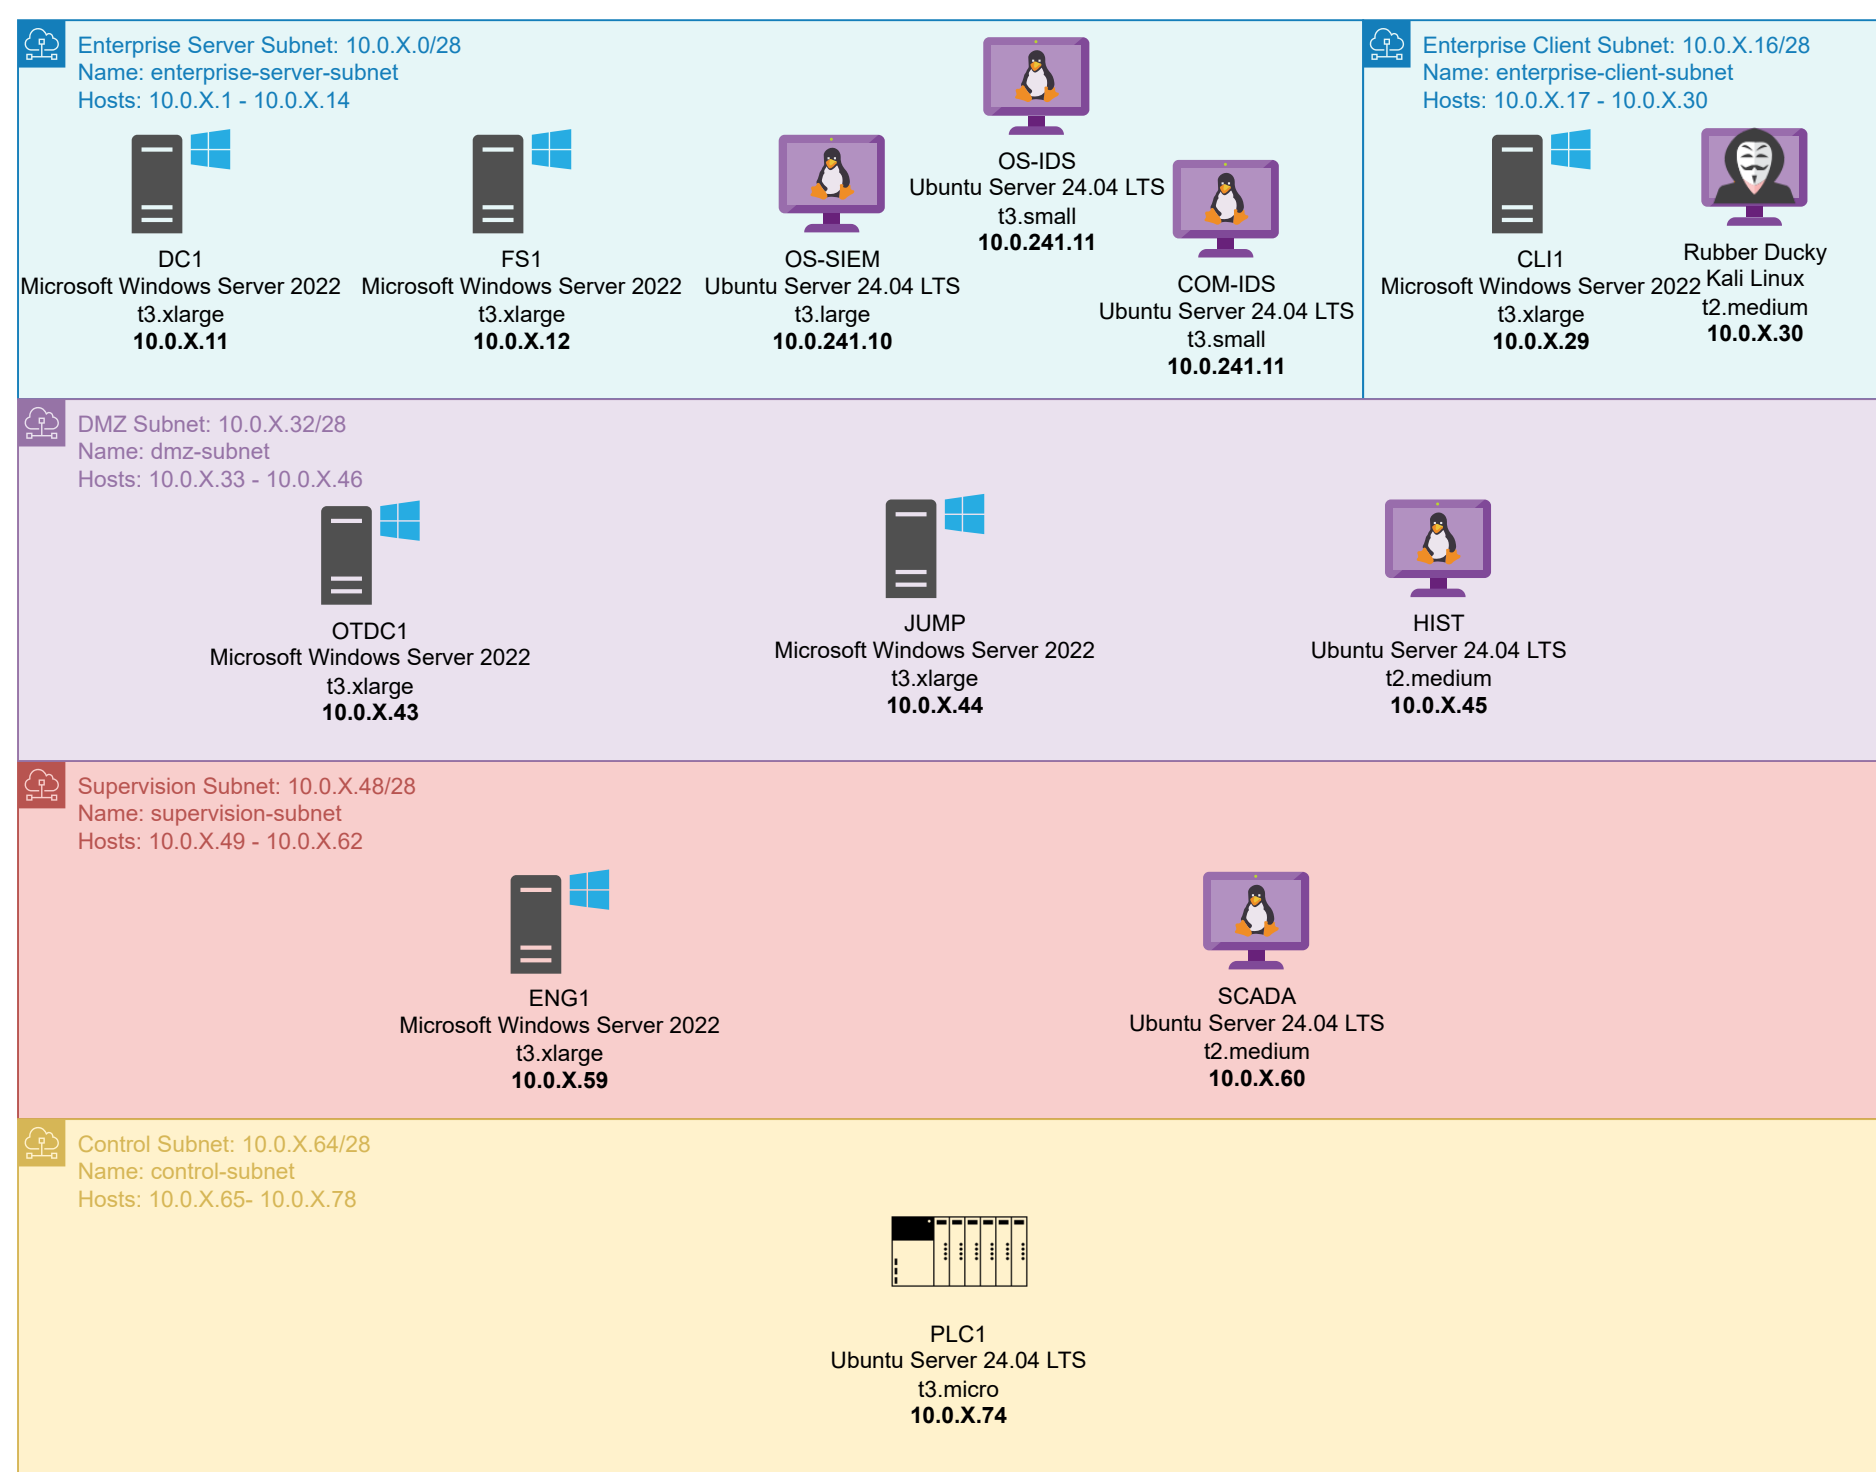 Enterprise Server Subnet: 10.0.X.0/28
Name: enterprise-server-subnet
Hosts: 10.0.X.1 - 10.0.X.14
DC1
Microsoft Windows Server 2022
t3.xlarge
10.0.X.11
FS1
Microsoft Windows Server 2022
t3.xlarge
10.0.X.12
OS-SIEM
Ubuntu Server 24.04 LTS
t3.large
10.0.241.10
OS-IDS
Ubuntu Server 24.04 LTS
t3.small
10.0.241.11
COM-IDS
Ubuntu Server 24.04 LTS
t3.small
10.0.241.11
Enterprise Client Subnet: 10.0.X.16/28
Name: enterprise-client-subnet
Hosts: 10.0.X.17 - 10.0.X.30
CLI1
Microsoft Windows Server 2022
t3.xlarge
10.0.X.29
Rubber Ducky
Kali Linux
t2.medium
10.0.X.30
DMZ Subnet: 10.0.X.32/28
Name: dmz-subnet
Hosts: 10.0.X.33 - 10.0.X.46
OTDC1
Microsoft Windows Server 2022
t3.xlarge
10.0.X.43
JUMP
Microsoft Windows Server 2022
t3.xlarge
10.0.X.44
HIST
Ubuntu Server 24.04 LTS
t2.medium
10.0.X.45
Supervision Subnet: 10.0.X.48/28
Name: supervision-subnet
Hosts: 10.0.X.49 - 10.0.X.62
ENG1
Microsoft Windows Server 2022
t3.xlarge
10.0.X.59
SCADA
Ubuntu Server 24.04 LTS
t2.medium
10.0.X.60
Control Subnet: 10.0.X.64/28
Name: control-subnet
Hosts: 10.0.X.65- 10.0.X.78
PLC1
Ubuntu Server 24.04 LTS
t3.micro
10.0.X.74